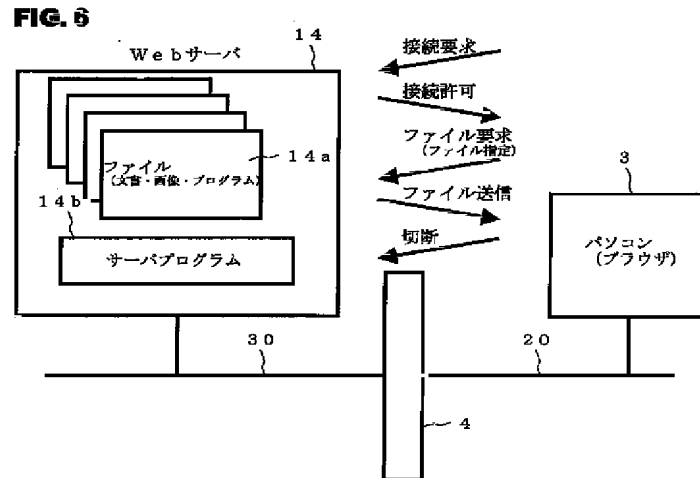 FIG. 6
14
Webサーバ
接続要求
接続許可
ファイル要求
(ファイル指定)
ファイル送信
切断
ファイル
(文書・画像・プログラム)
14a
14b
サーバプログラム
3
パソコン
(ブラウザ)
30
20
4